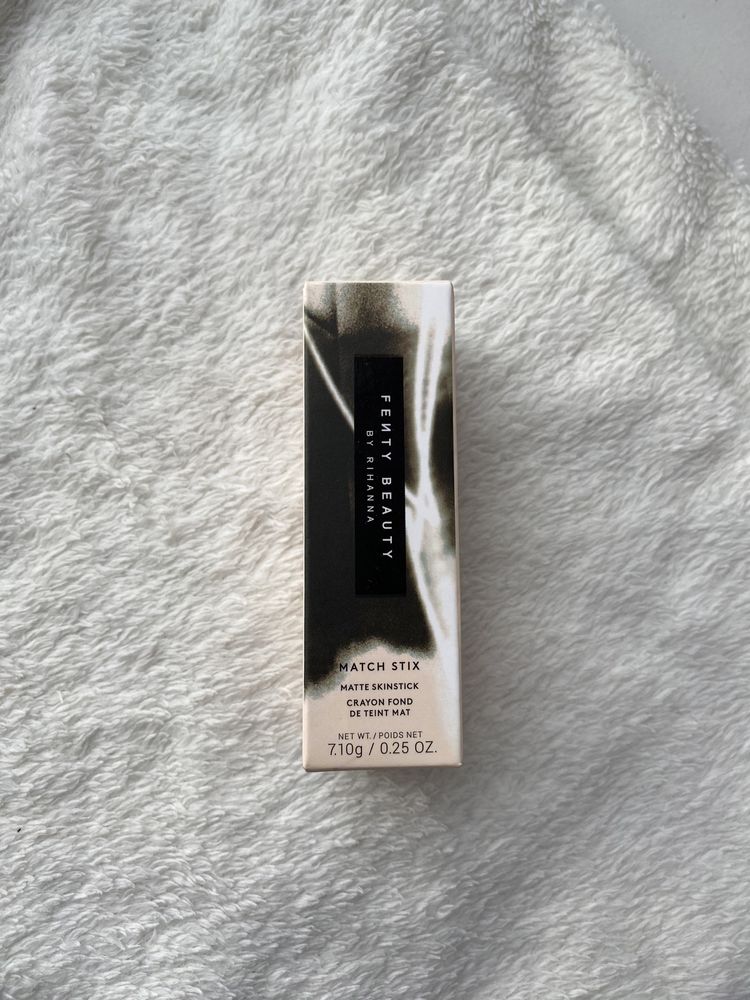 FEИTY BEAUTY
BY RIHANNA
MATCH STIX
MATTE SKINSTICK
CRAYON FOND
DE TEINT MAT
NET WT. / POIDS NET
7.10g / 0.25 OZ.